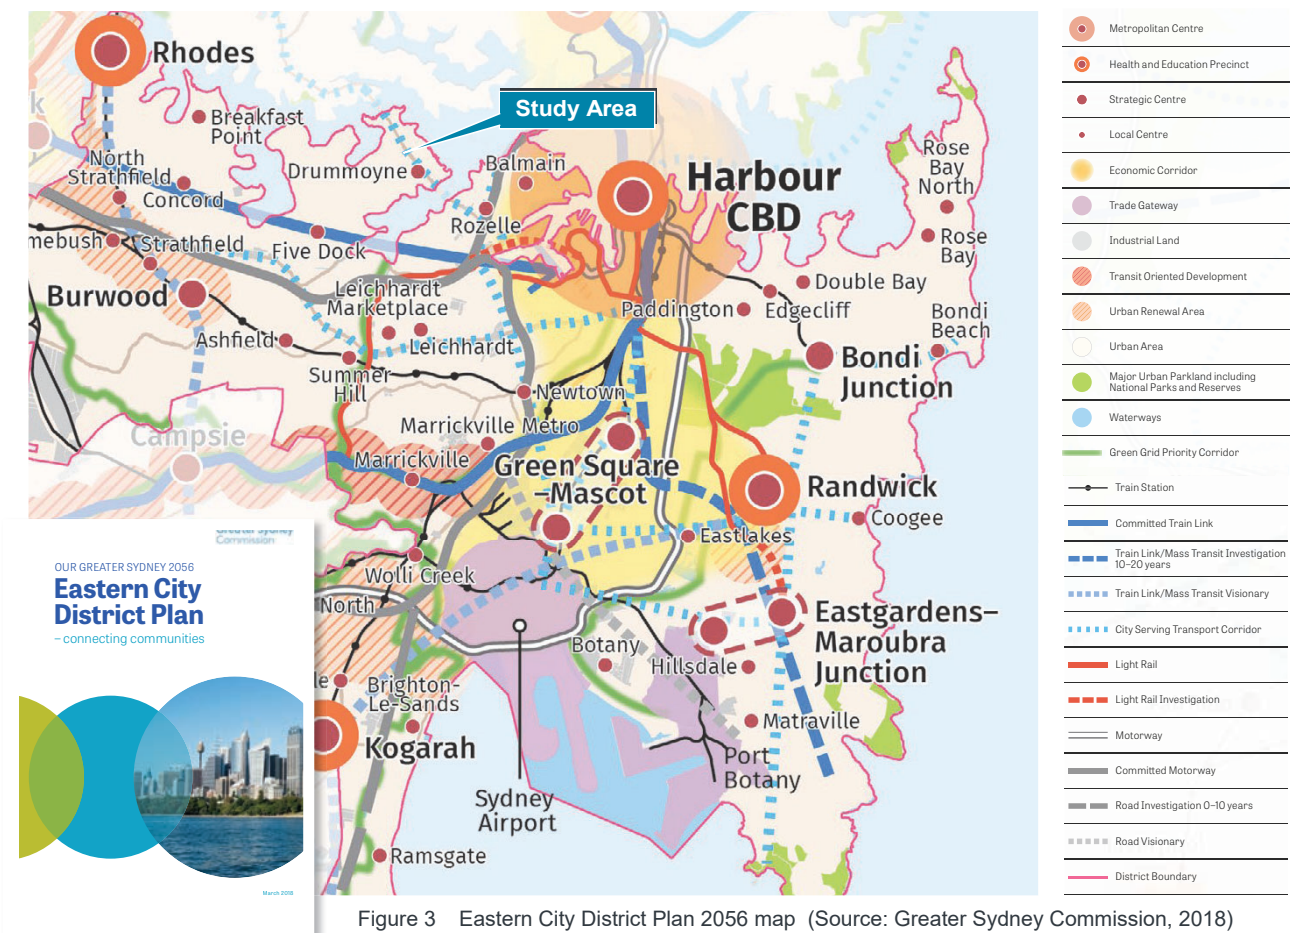 Rhodes
k
Breakfast
Point
Study Area
North
Strathfield
Concord
Drummoyne
Balmain
Harbour
CBD
Rose
Bay
North
Rose
Bay
mebush
Strathfield
Five Dock
Rozelle
Burwood
Leichhardt
Marketplace
Paddington
Double Bay
Edgecliff
Bondi
Beach
Ashfield
Leichhardt
Summer
Hill
Newtown
Bondi
Junction
Campsie
Marrickville Metro
Marrickville
Green Square
–Mascot
Randwick
Coogee
Eastlakes
Wolli Creek
North
Eastgardens–
Maroubra
Junction
Botany
Hillsdale
le
Brighton-
Le-Sands
Matraville
Kogarah
Port
Botany
Sydney
Airport
Ramsgate
Greater Sydney
Commission
OUR GREATER SYDNEY 2056
Eastern City
District Plan
– connecting communities
March 2018
Metropolitan Centre
Health and Education Precinct
Strategic Centre
Local Centre
Economic Corridor
Trade Gateway
Industrial Land
Transit Oriented Development
Urban Renewal Area
Urban Area
Major Urban Parkland including
National Parks and Reserves
Waterways
Green Grid Priority Corridor
Train Station
Committed Train Link
Train Link/Mass Transit Investigation
10–20 years
Train Link/Mass Transit Visionary
City Serving Transport Corridor
Light Rail
Light Rail Investigation
Motorway
Committed Motorway
Road Investigation 0–10 years
Road Visionary
District Boundary
Figure 3 Eastern City District Plan 2056 map (Source: Greater Sydney Commission, 2018)